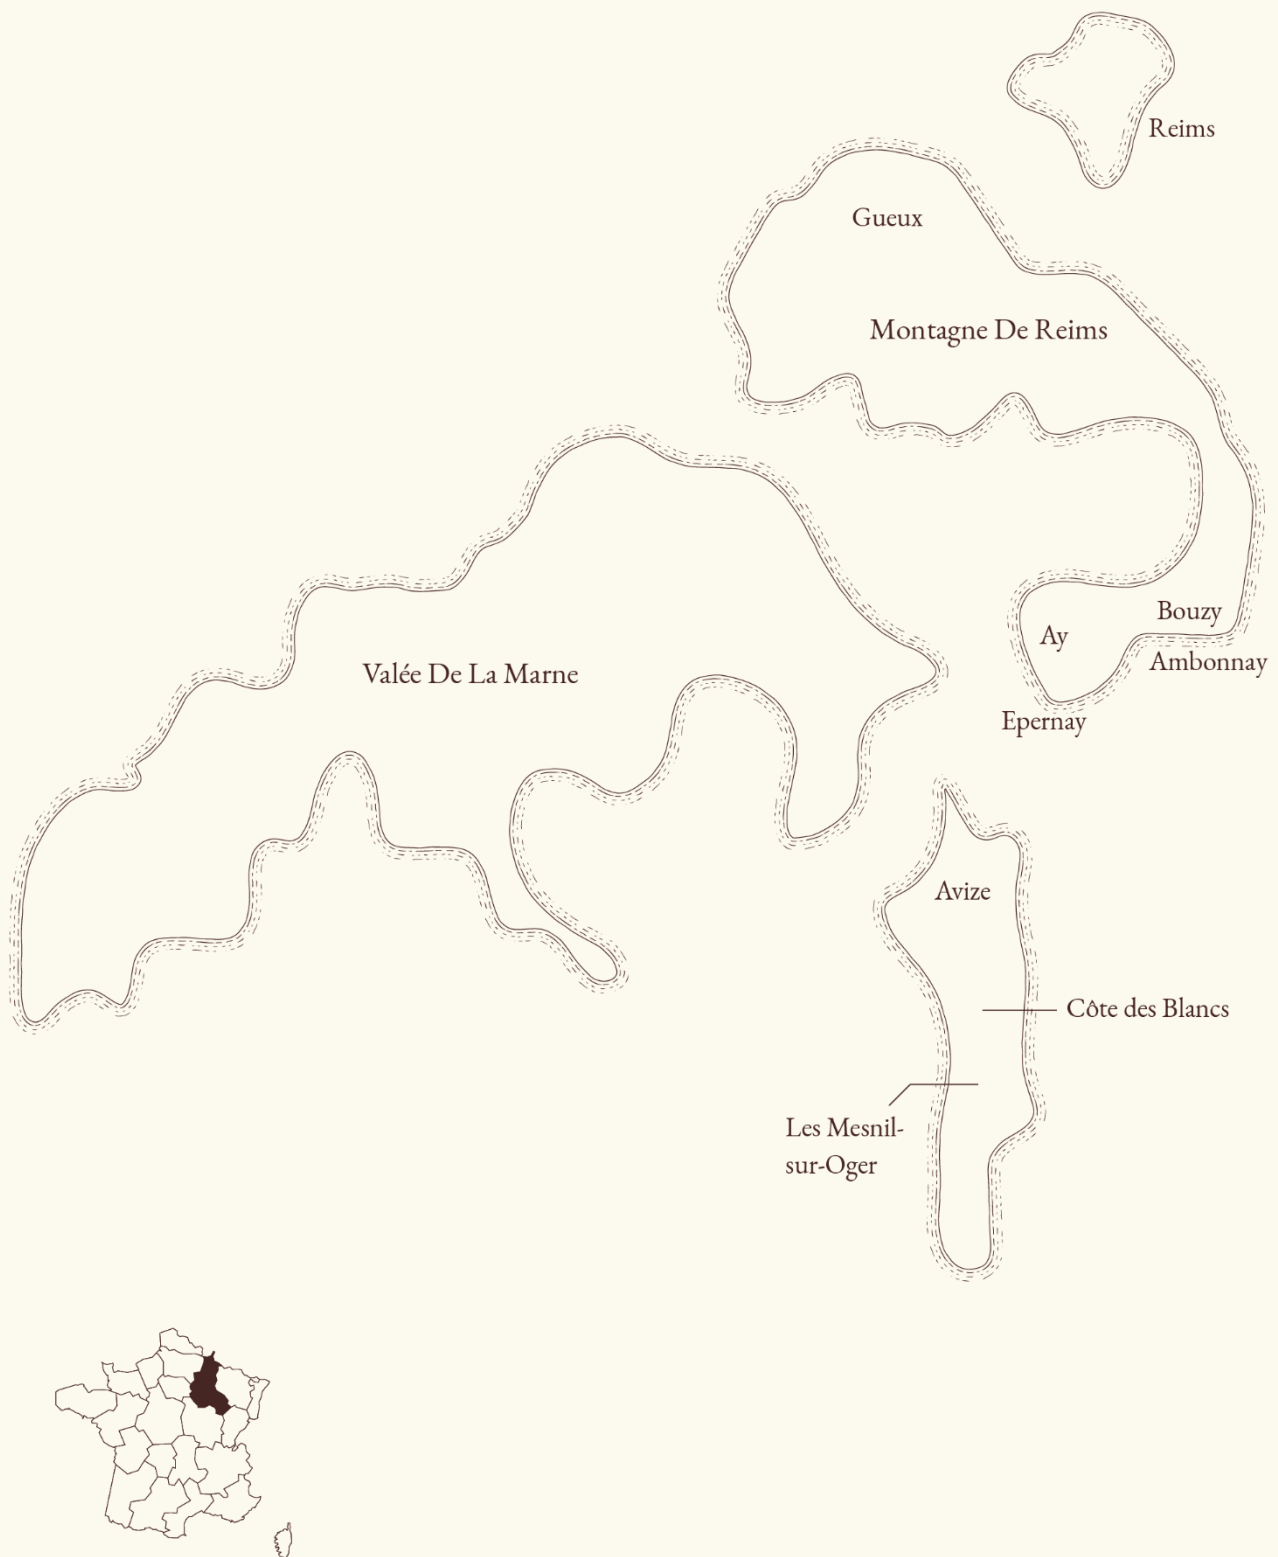 Reims
Gueux
Montagne De Reims
Bouzy
Ay
Ambonnay
Valée De La Marne
Epernay
Avize
Côte des Blancs
Les Mesnil-
sur-Oger